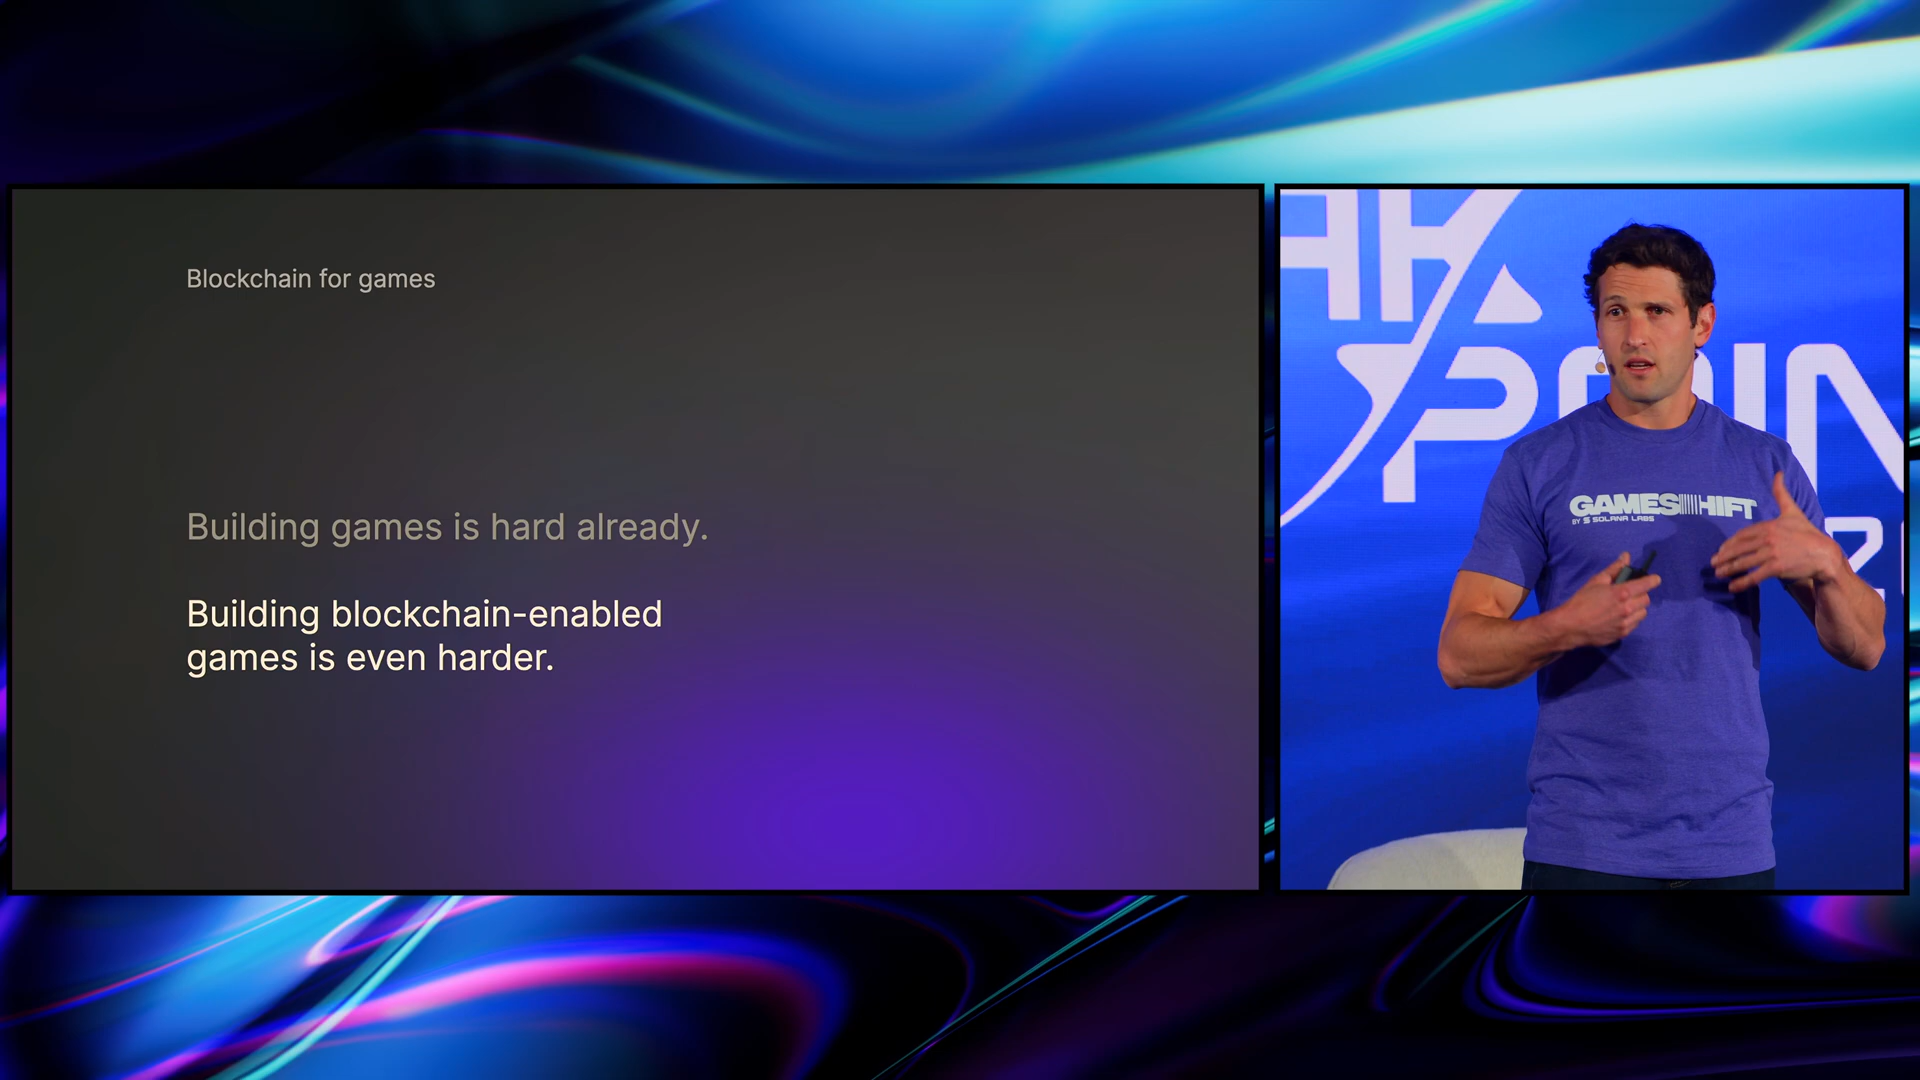 Blockchain for games
Building games is hard already.
Building blockchain-enabled
games is even harder.
GAMESHIFT
BY SOLANA LABS